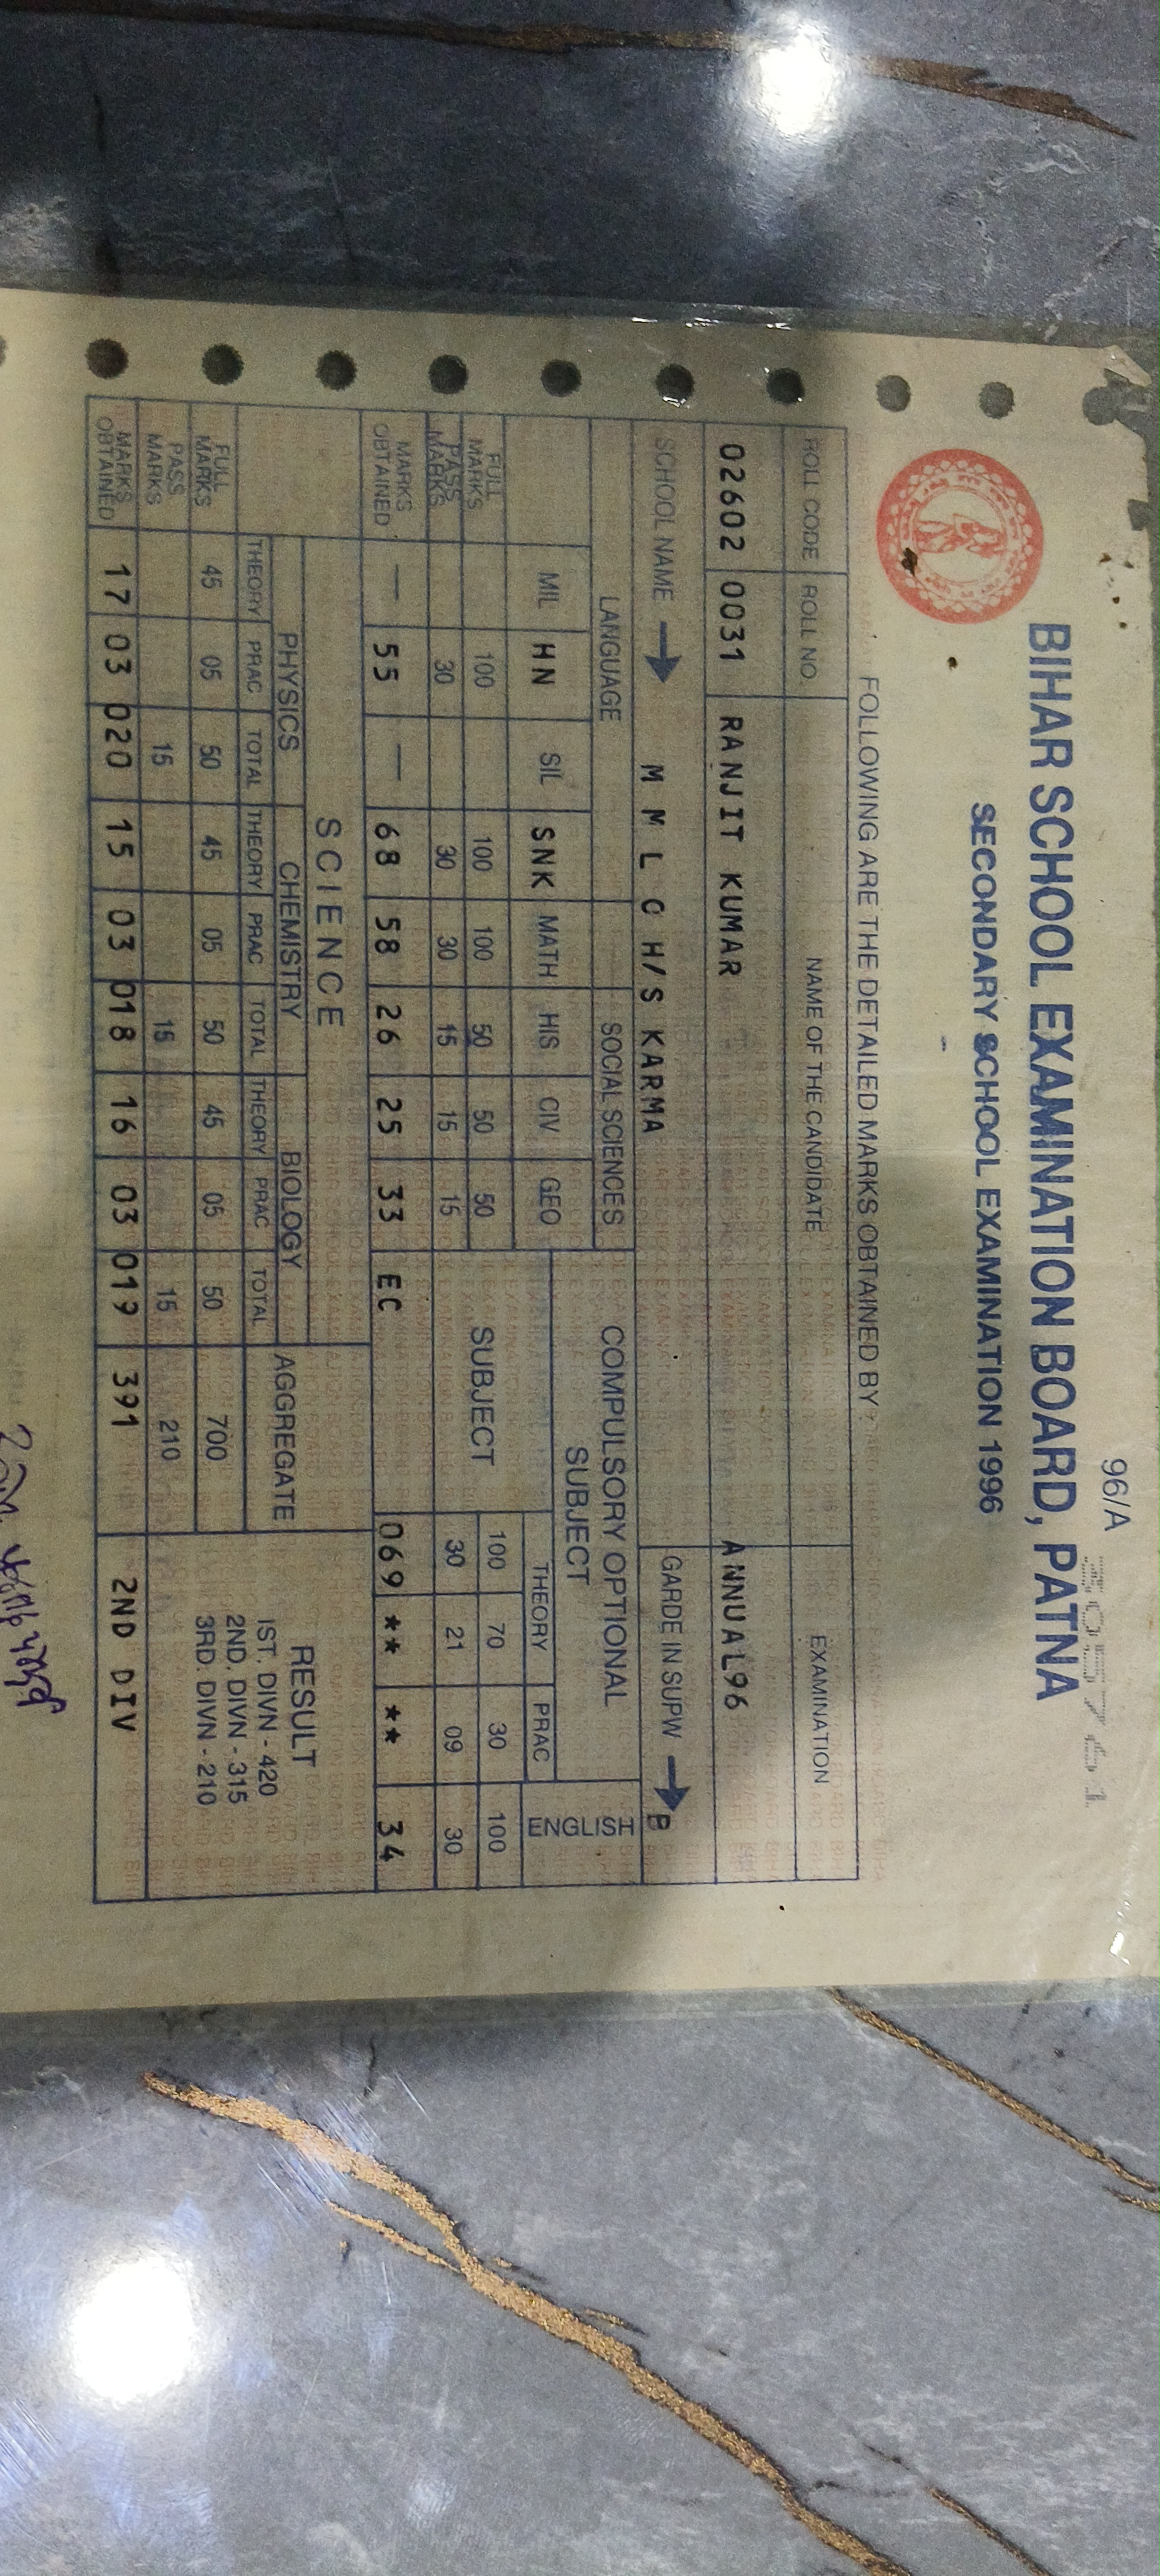 96/A 3057761
BIHAR SCHOOL EXAMINATION BOARD, PATNA
SECONDARY SCHOOL EXAMINATION 1996
FOLLOWING ARE THE DETAILED MARKS OBTAINED BY
ROLL CODE ROLL NO. NAME OF THE CANDIDATE EXAMINATION
02602 0031 RANJIT KUMAR ANNUAL96
SCHOOL NAME → M M L C H/S KARMA GARDE IN SUPW → B
LANGUAGE SOCIAL SCIENCES COMPULSORY OPTIONAL SUBJECT ENGLISH
MIL HN SIL SNK MATH HIS CIV GEO SUBJECT THEORY PRAC
FULL MARKS 100 100 100 50 50 50 100 70 30 100
PASS MARKS 30 30 30 15 15 15 30 21 09 30
MARKS OBTAINED — 55 — 68 58 26 25 33 EC 069 ** ** 34
SCIENCE
PHYSICS CHEMISTRY BIOLOGY AGGREGATE RESULT
THEORY PRAC TOTAL THEORY PRAC TOTAL THEORY PRAC TOTAL
IST. DIVN - 420
2ND. DIVN - 315
3RD. DIVN - 210
FULL MARKS 45 05 50 45 05 50 45 05 50 700
PASS MARKS 15 15 15 210
MARKS OBTAINED 17 03 020 15 03 018 16 03 019 391 2ND DIV